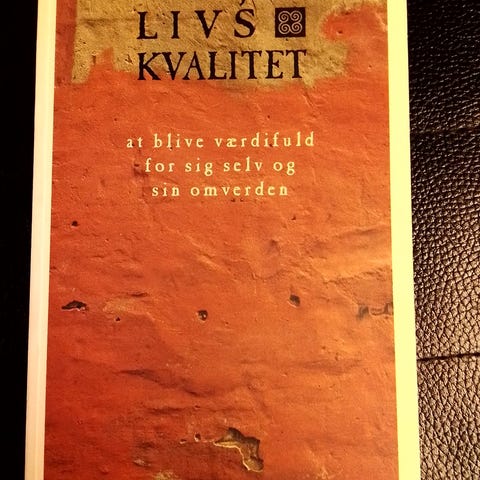 LIVS
KVALITET
at blive værdifuld
for sig selv og
sin omverden